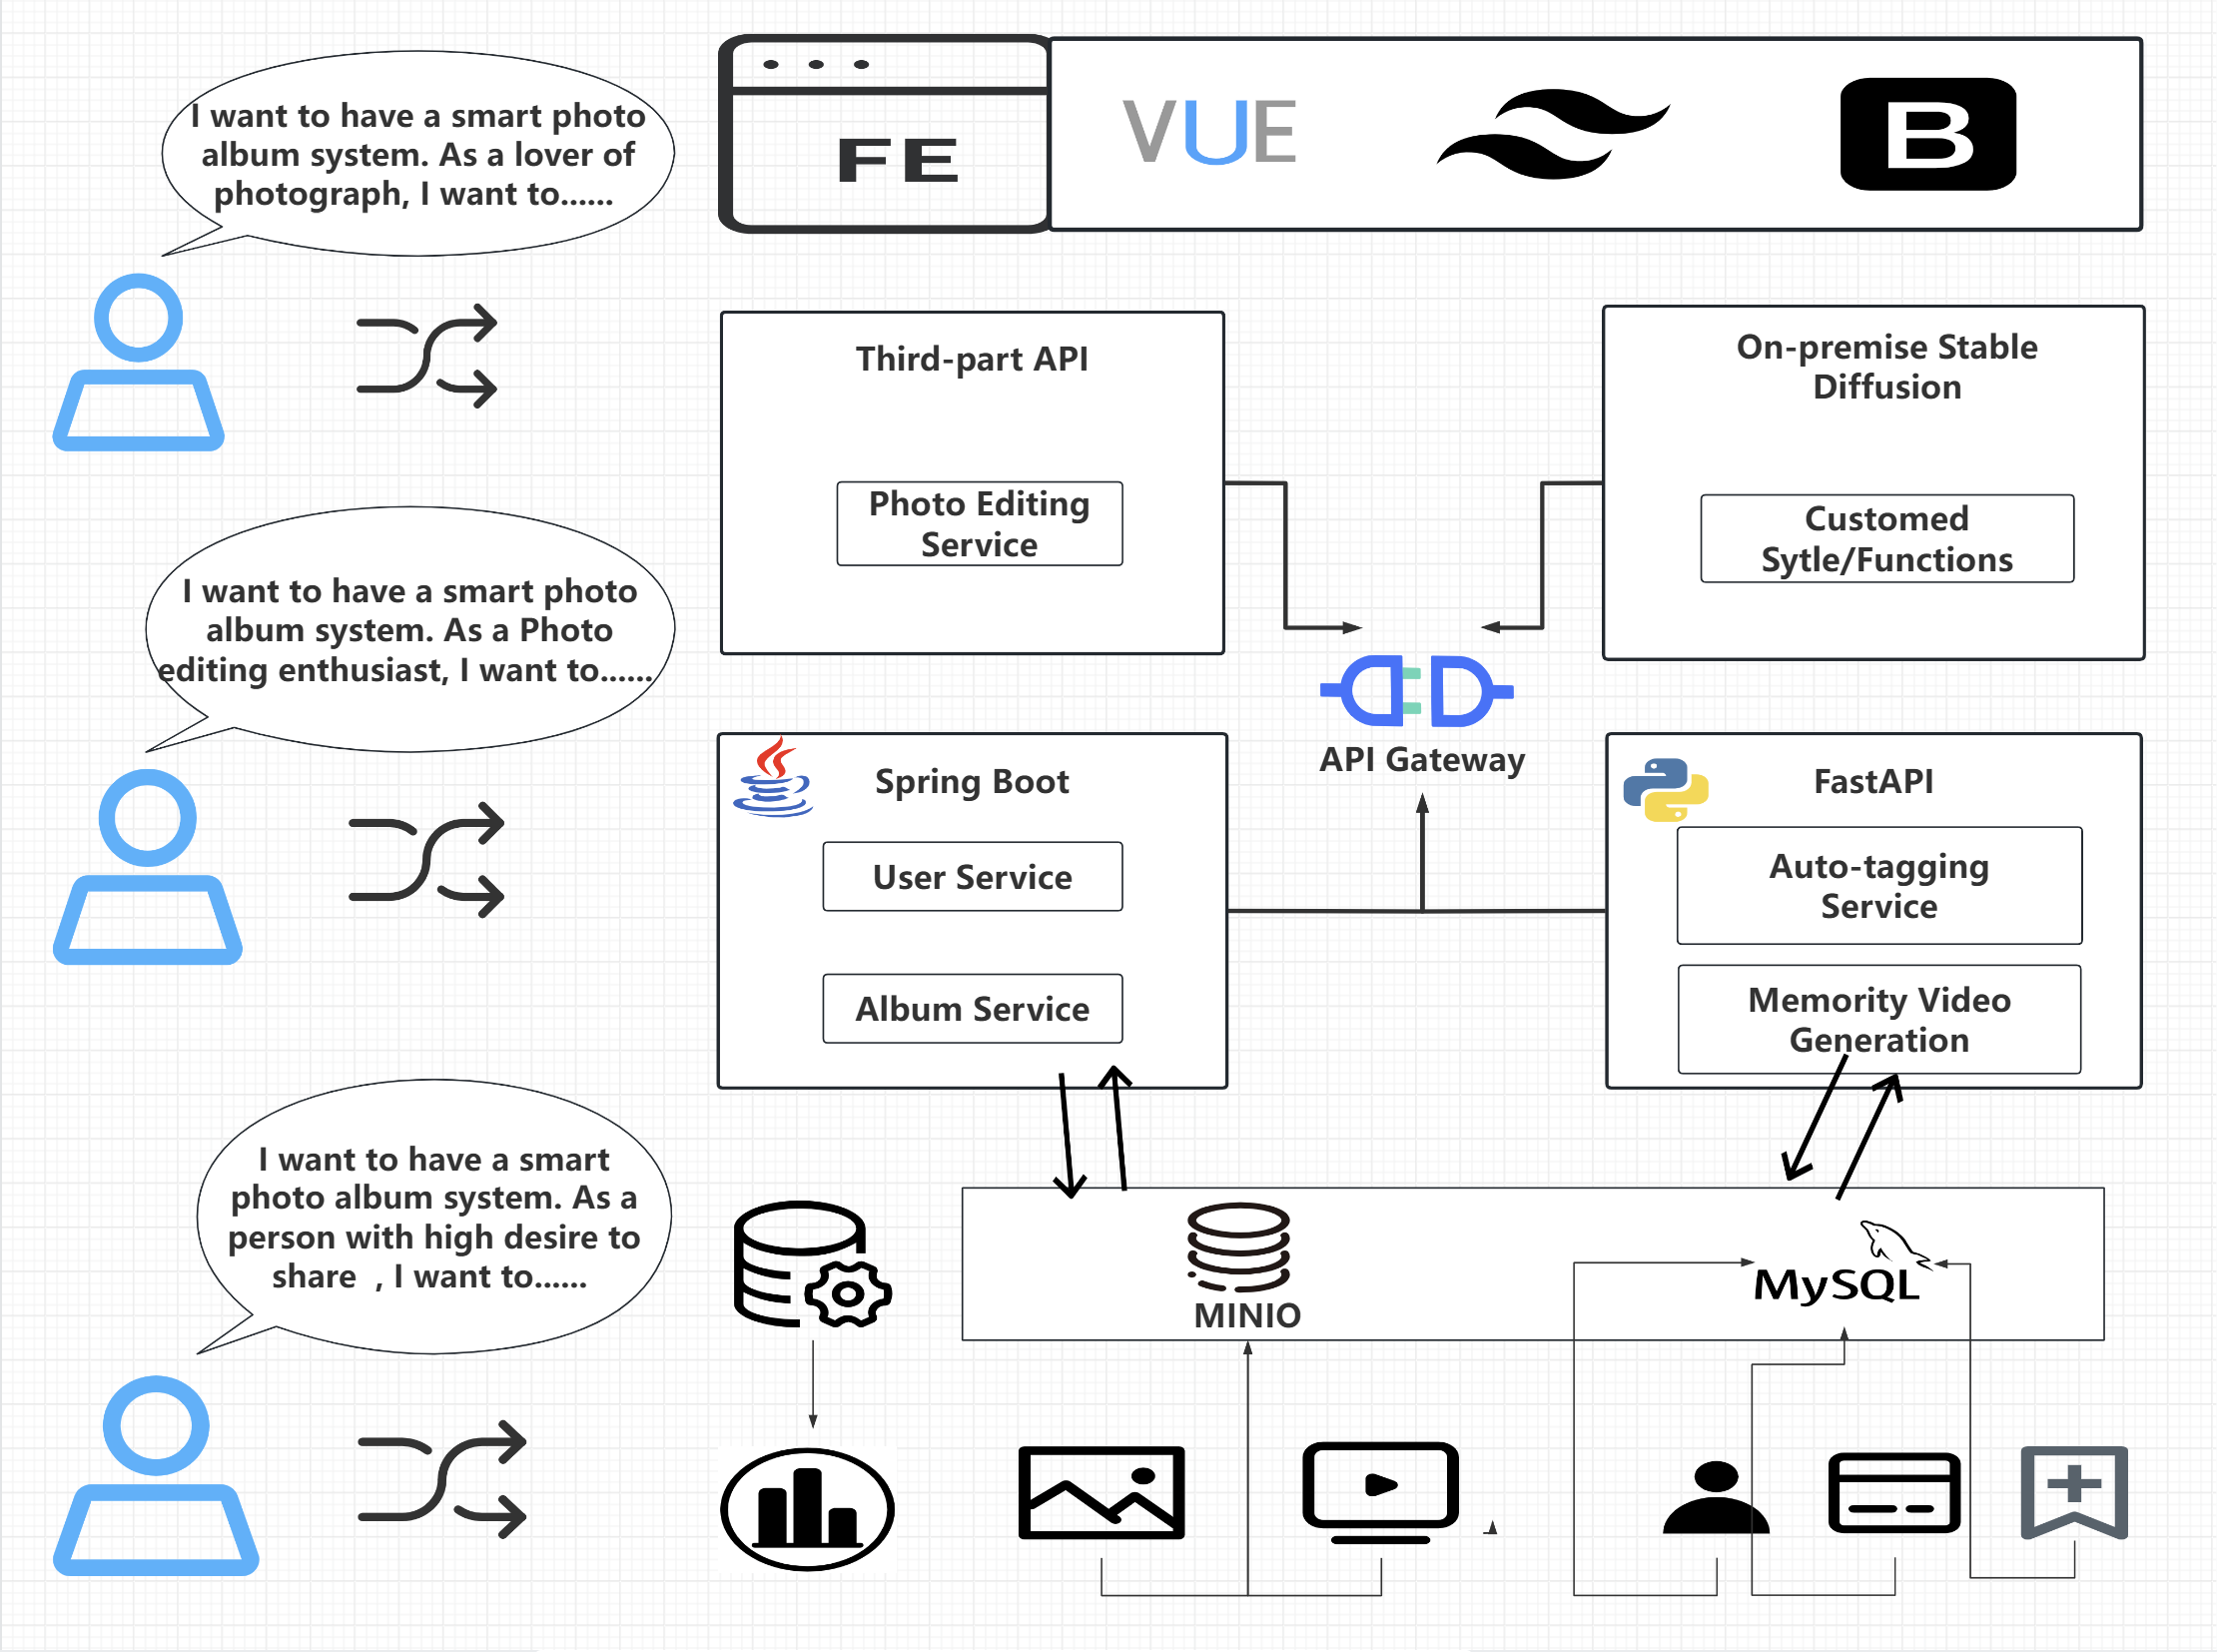 I want to have a smart photo
album system. As a lover of
photograph, I want to......
FE
VUE
B
Third-part API
Photo Editing
Service
On-premise Stable
Diffusion
Customed
Sytle/Functions
I want to have a smart photo
album system. As a Photo
editing enthusiast, I want to......
API Gateway
Spring Boot
User Service
Album Service
FastAPI
Auto-tagging
Service
Memority Video
Generation
I want to have a smart
photo album system. As a
person with high desire to
share , I want to......
MINIO
MySQL